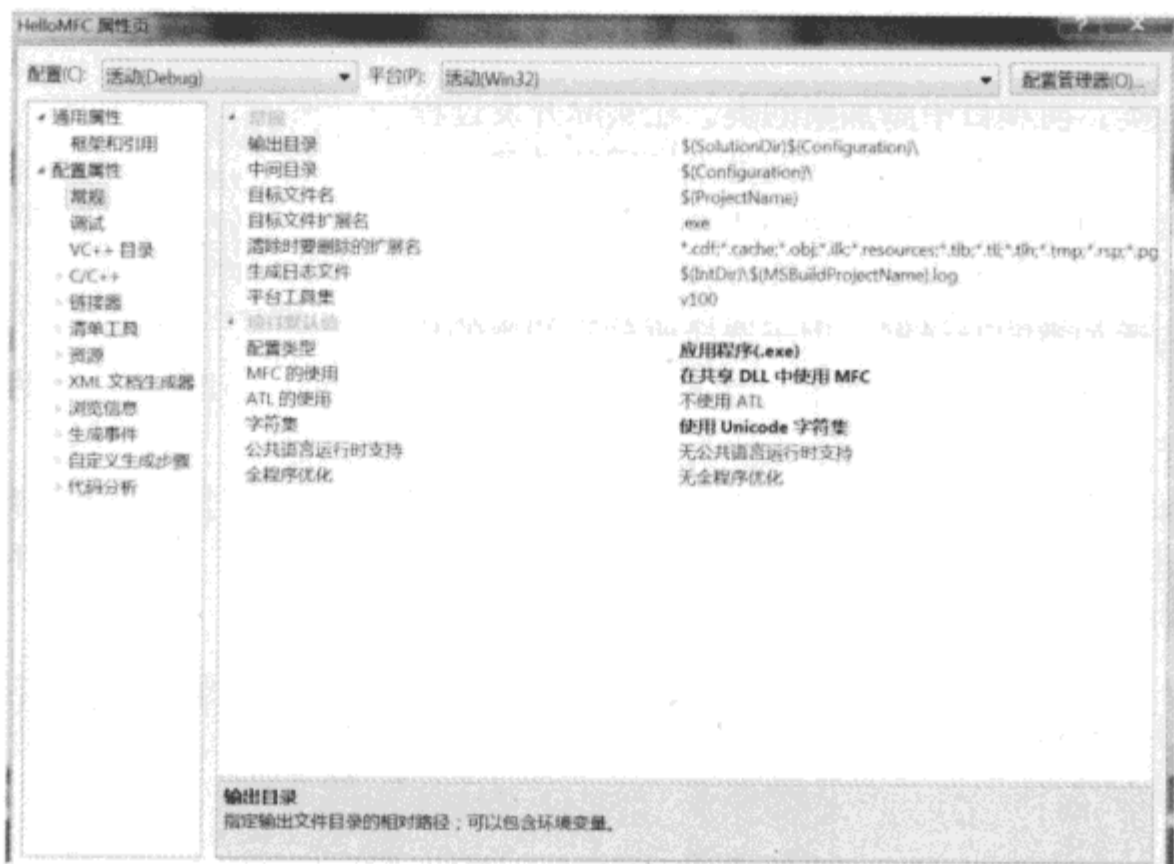 HelloMFC 属性页
配置(C): 活动(Debug) 平台(P): 活动(Win32) 配置管理器(O)...
通用属性
框架和引用
配置属性
常规
调试
VC++ 目录
C/C++
链接器
清单工具
资源
XML 文档生成器
浏览信息
生成事件
自定义生成步骤
代码分析
常规
输出目录 $(SolutionDir)$(Configuration)\
中间目录 $(Configuration)\
目标文件名 $(ProjectName)
目标文件扩展名 .exe
清除时要删除的扩展名 *.cdf;*.cache;*.obj;*.ilk;*.resources;*.tlb;*.tli;*.tlh;*.tmp;*.rsp;*.pg
生成日志文件 $(IntDir)\$(MSBuildProjectName).log
平台工具集 v100
项目默认值
配置类型 应用程序(.exe)
MFC 的使用 在共享 DLL 中使用 MFC
ATL 的使用 不使用 ATL
字符集 使用 Unicode 字符集
公共语言运行时支持 无公共语言运行时支持
全程序优化 无全程序优化
输出目录
指定输出文件目录的相对路径；可以包含环境变量。